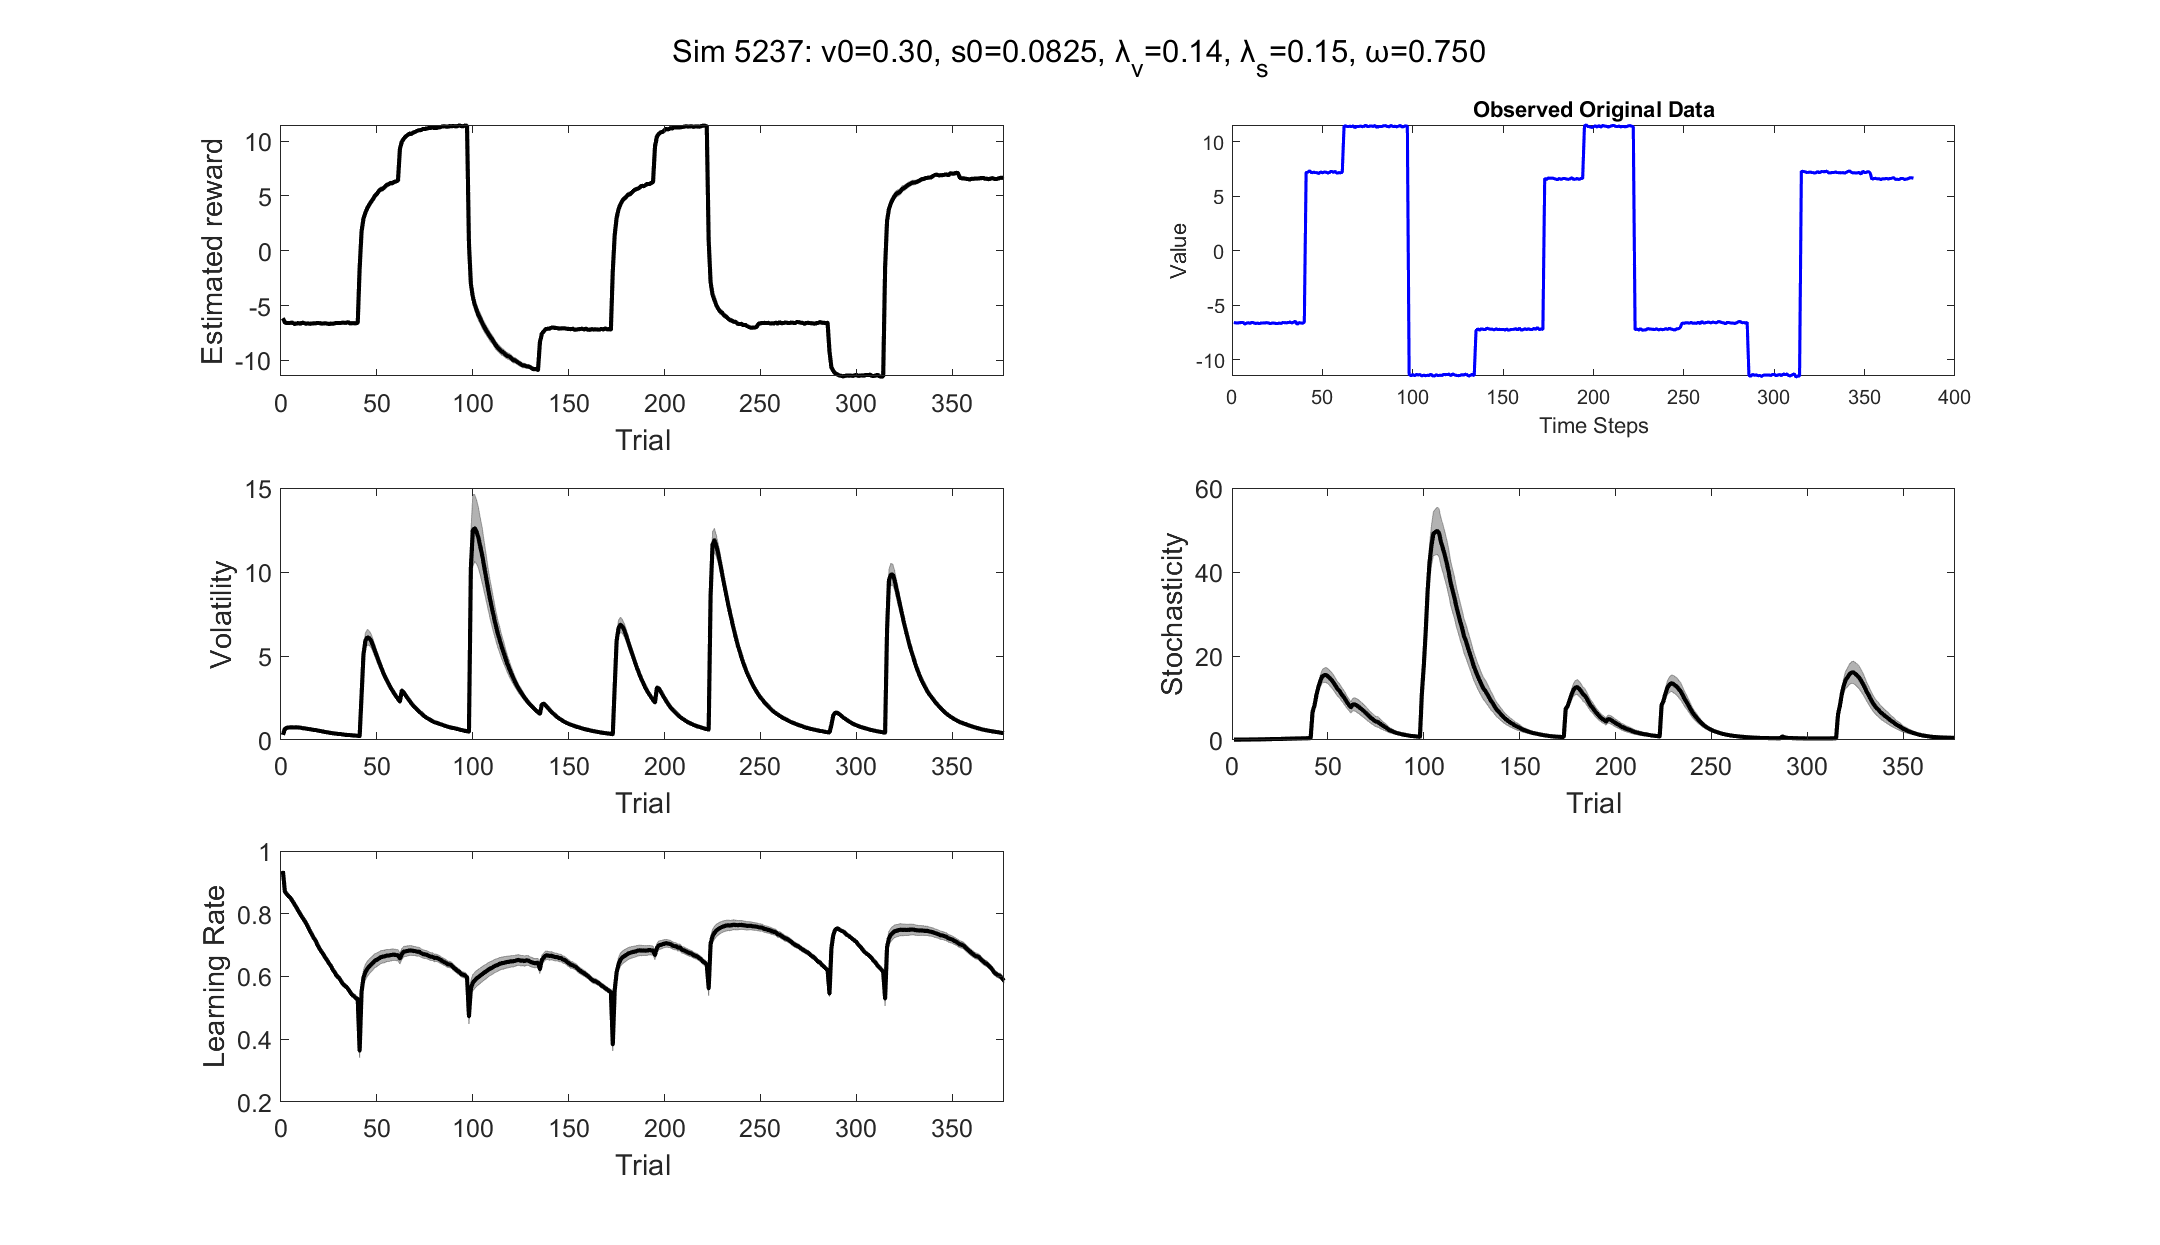 Sim 5237: v0=0.30, s0=0.0825, λ_v=0.14, λ_s=0.15, ω=0.750
Estimated reward
10
5
0
-5
-10
0 50 100 150 200 250 300 350
Trial
Observed Original Data
Value
10
5
0
-5
-10
0 50 100 150 200 250 300 350 400
Time Steps
Volatility
15
10
5
0
0 50 100 150 200 250 300 350
Trial
Stochasticity
60
40
20
0
0 50 100 150 200 250 300 350
Trial
Learning Rate
1
0.8
0.6
0.4
0.2
0 50 100 150 200 250 300 350
Trial